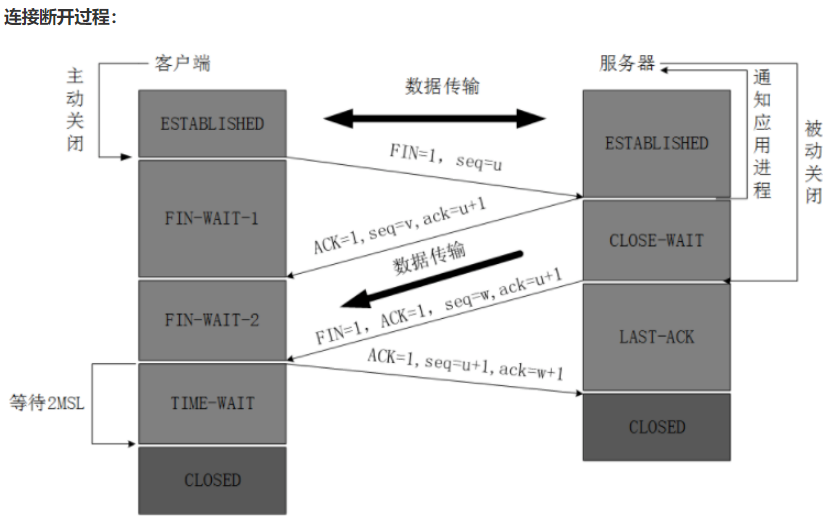 连接断开过程:
客户端
服务器
主动关闭
数据传输
通知应用进程
被动关闭
ESTABLISHED
ESTABLISHED
FIN=1, seq=u
FIN-WAIT-1
ACK=1,seq=v,ack=u+1
CLOSE-WAIT
数据传输
FIN-WAIT-2
FIN=1, ACK=1, seq=w,ack=u+1
LAST-ACK
ACK=1,seq=u+1,ack=w+1
等待2MSL
TIME-WAIT
CLOSED
CLOSED